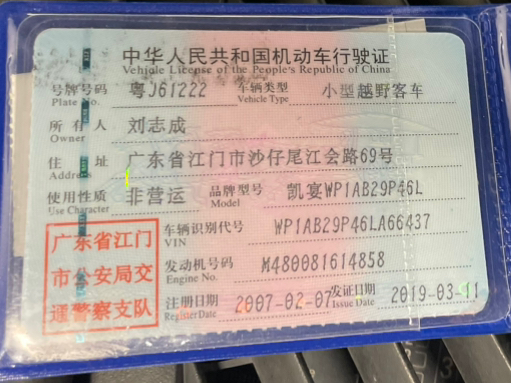 中华人民共和国机动车行驶证
Vehicle License of the People's Republic of China
号牌号码 粤J61222 车辆类型 小型越野客车
Plate No. Vehicle Type
所有人 刘志成
Owner
住址 广东省江门市沙仔尾江会路69号
Address
使用性质 非营运 品牌型号 凯宴WP1AB29P46L
Use Character Model
广东省江门
市公安局交
通警察支队
车辆识别代号 WP1AB29P46LA66437
VIN
发动机号码 M480081614858
Engine No.
注册日期 2007-02-07 发证日期 2019-03-11
Register Date Issue Date